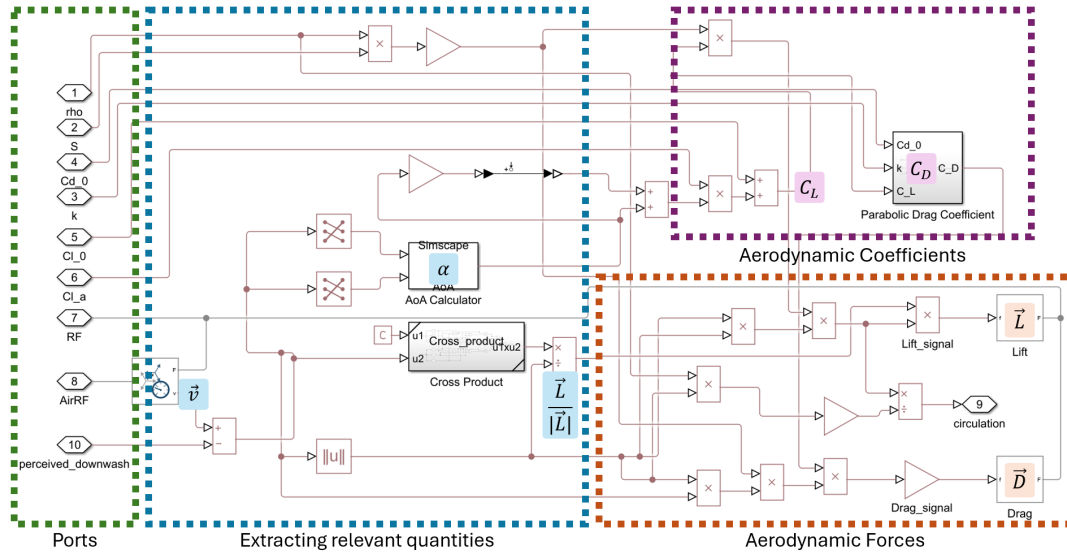 1
rho
2
S
4
Cd_0
3
k
5
Cl_0
6
Cl_a
7
RF
8
AirRF
10
perceived_downwash
F
v
v⃗
+
−
×
C
Simscape
α
AOA
AoA Calculator
u1
u2
Cross_product
u1xu2
Cross Product
×
÷
L⃗
|L⃗|
||u||
+
+
×
+
+
×
C_L
Cd_0
k
C_L
C_D
C_D
Parabolic Drag Coefficient
Aerodynamic Coefficients
×
×
×
Lift_signal
f
L⃗
F
Lift
×
×
÷
9
circulation
×
×
×
Drag_signal
f
D⃗
F
Drag
Ports
Extracting relevant quantities
Aerodynamic Forces